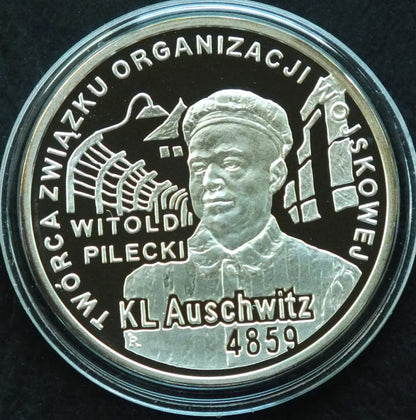 TWÓRCA ZWIĄZKU ORGANIZACJI WOJSKOWEJ
WITOLD
PILECKI
KL Auschwitz
4859